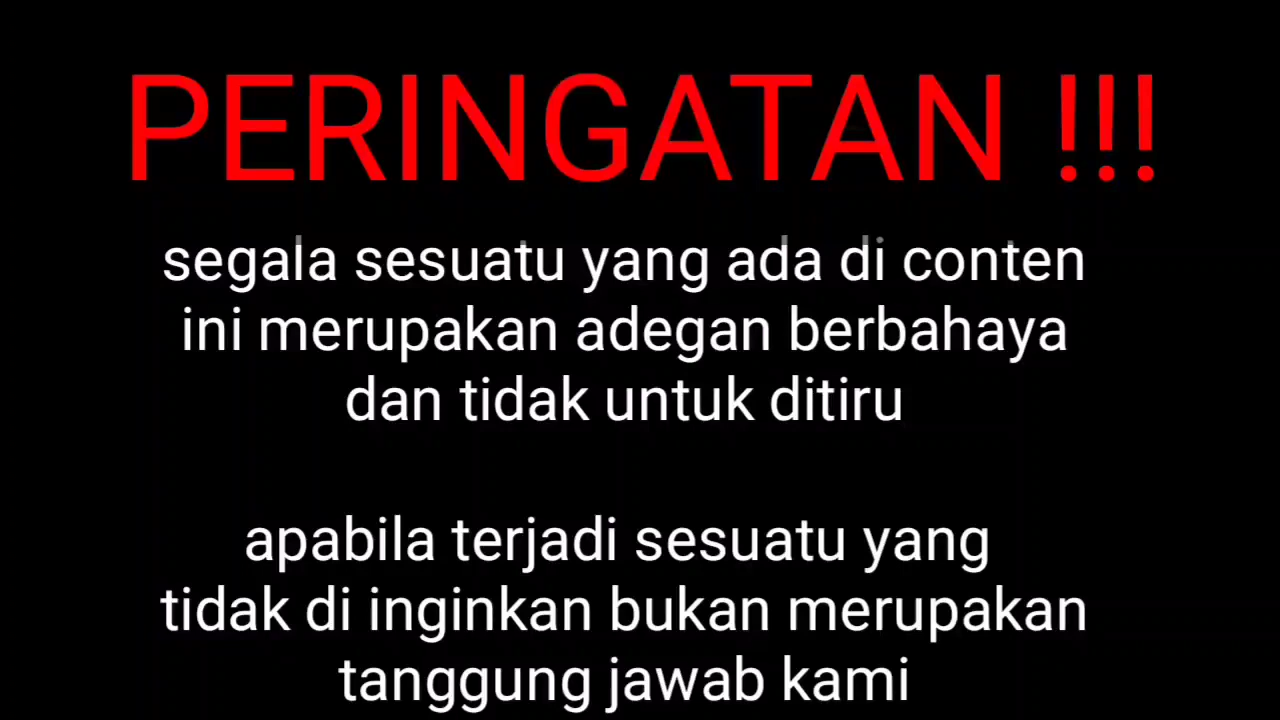 PERINGATAN !!!
segala sesuatu yang ada di conten
ini merupakan adegan berbahaya
dan tidak untuk ditiru
apabila terjadi sesuatu yang
tidak di inginkan bukan merupakan
tanggung jawab kami